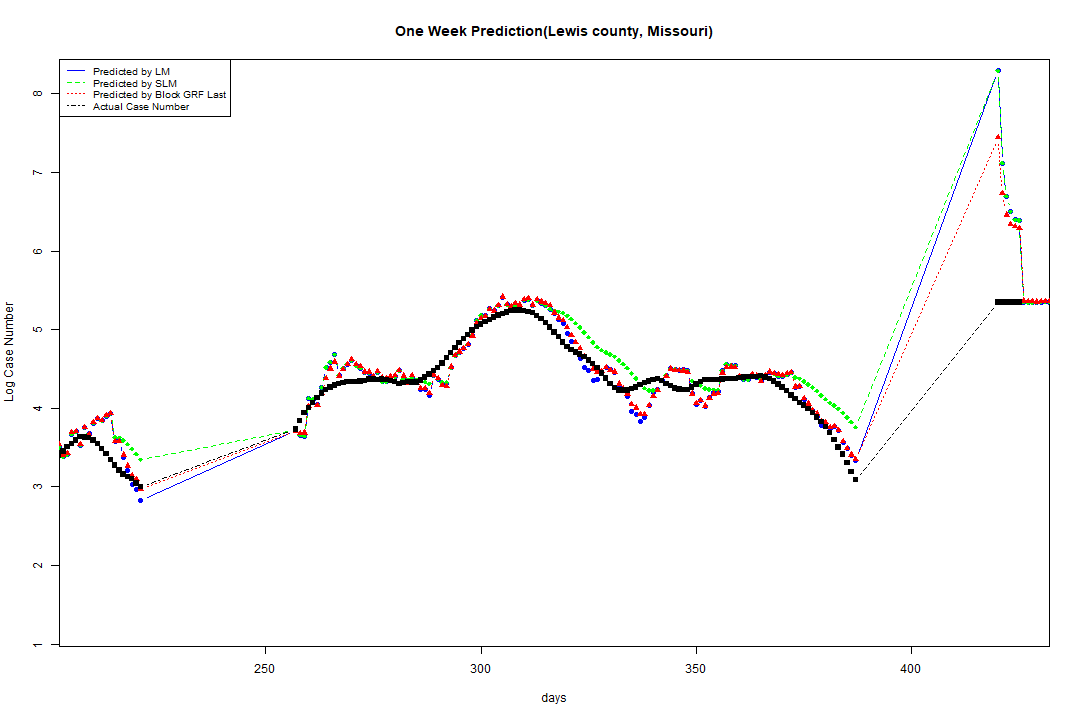 One Week Prediction(Lewis county, Missouri)
Predicted by LM
Predicted by SLM
Predicted by Block GRF Last
Actual Case Number
Log Case Number
8
7
6
5
4
3
2
1
250 300 350 400
days